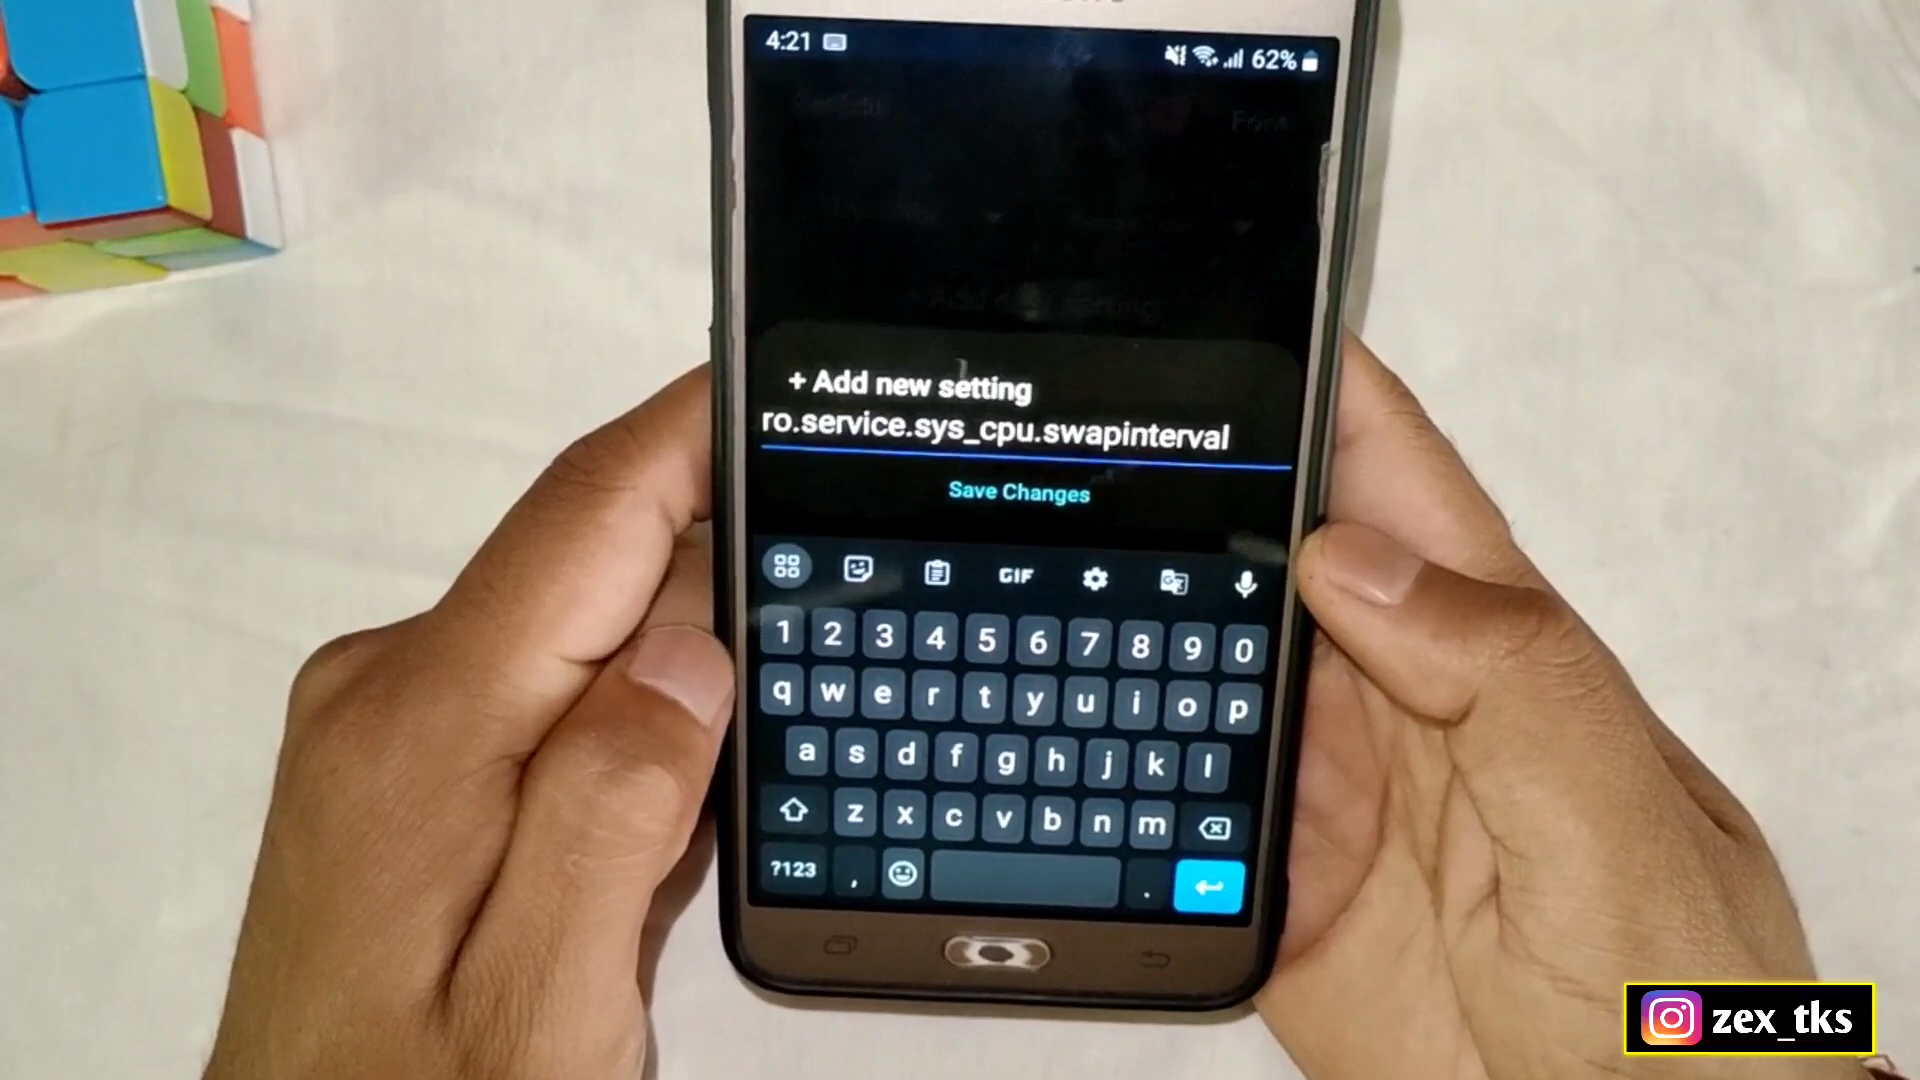 4:21
62%
+ Add new setting
ro.service.sys_cpu.swapinterval
Save Changes
GIF
1 2 3 4 5 6 7 8 9 0
q w e r t y u i o p
a s d f g h j k l
z x c v b n m
?123 , .
zex_tks